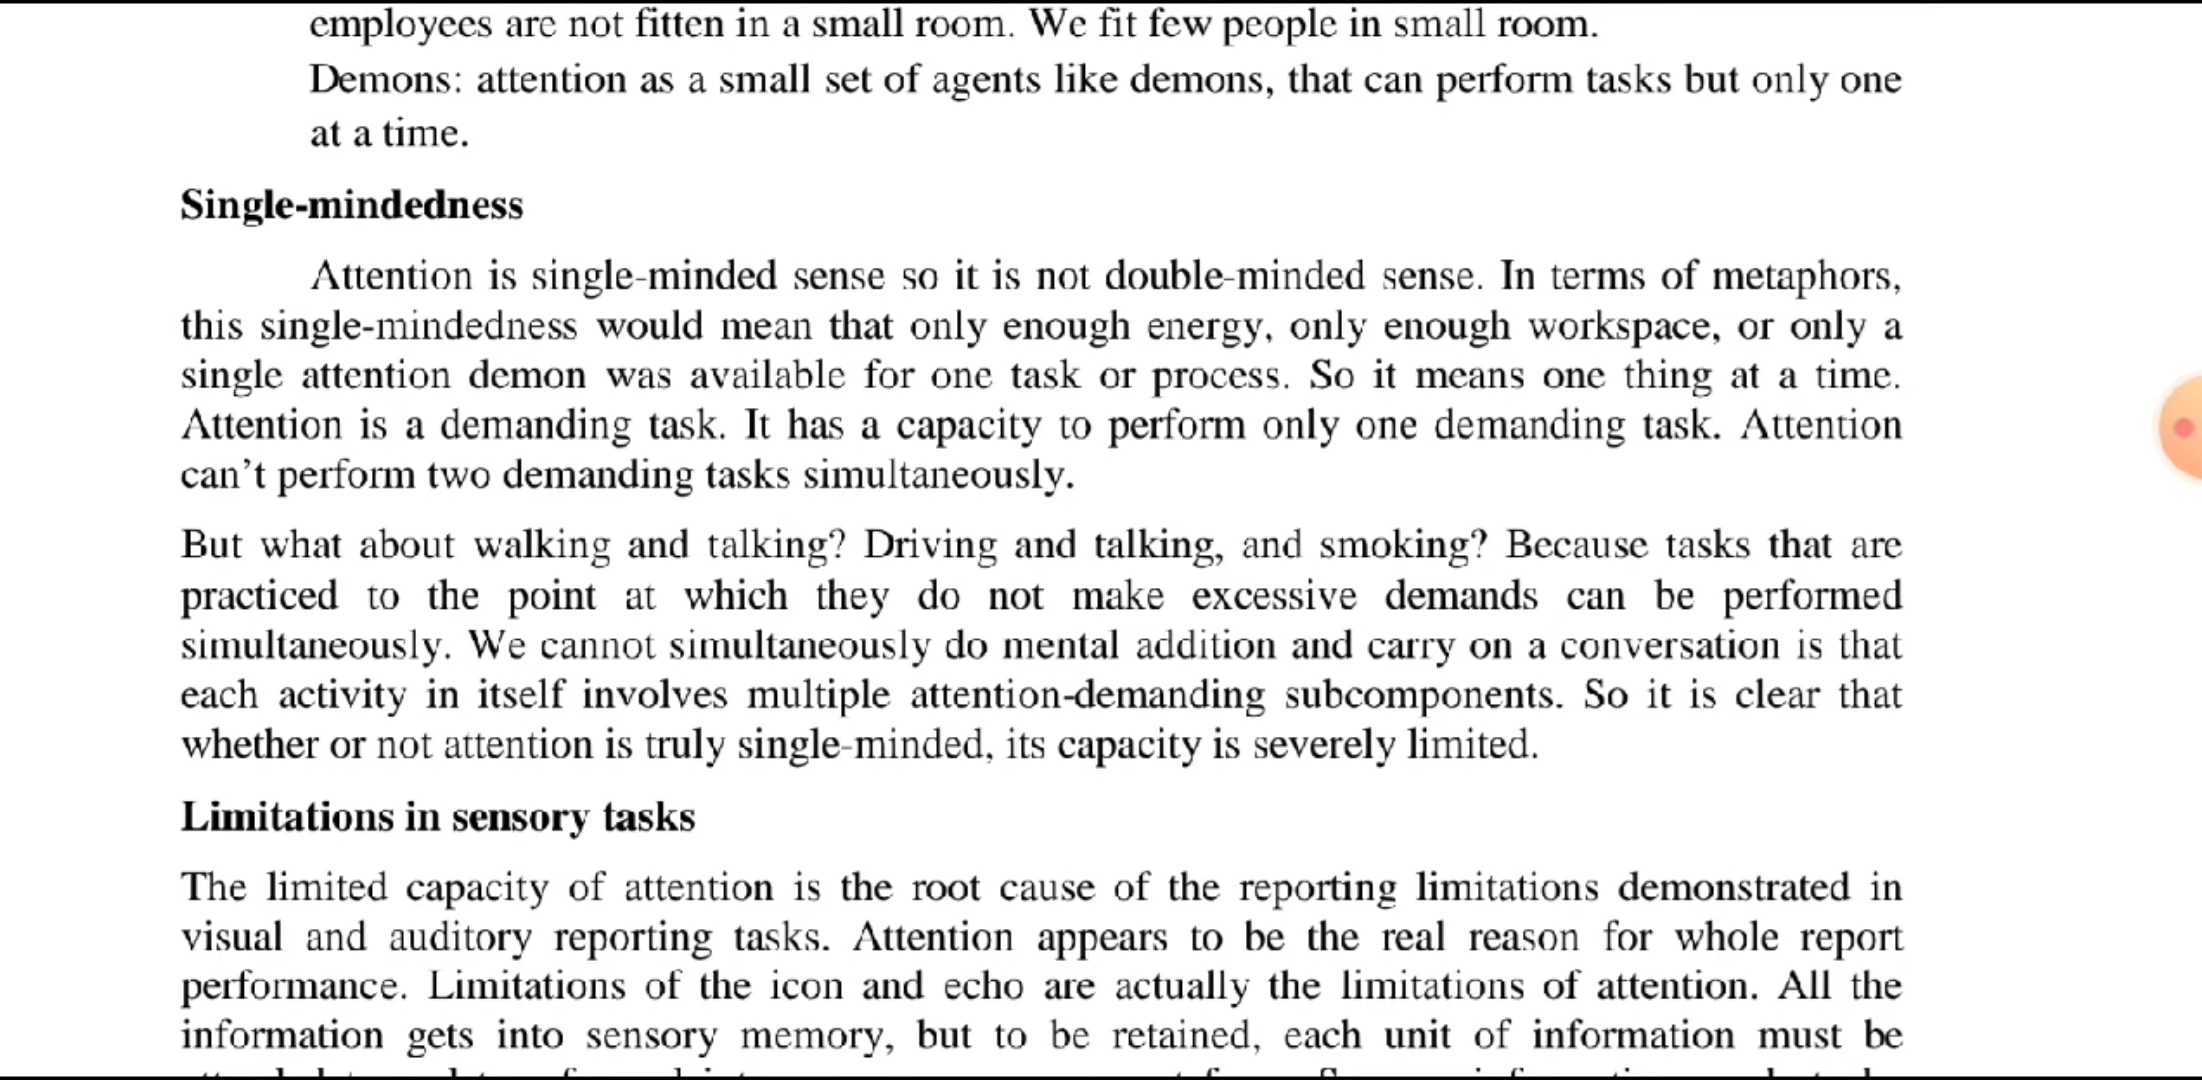 employees are not fitten in a small room. We fit few people in small room.
Demons: attention as a small set of agents like demons, that can perform tasks but only one
at a time.
Single-mindedness
Attention is single-minded sense so it is not double-minded sense. In terms of metaphors,
this single-mindedness would mean that only enough energy, only enough workspace, or only a
single attention demon was available for one task or process. So it means one thing at a time.
Attention is a demanding task. It has a capacity to perform only one demanding task. Attention
can't perform two demanding tasks simultaneously.
But what about walking and talking? Driving and talking, and smoking? Because tasks that are
practiced to the point at which they do not make excessive demands can be performed
simultaneously. We cannot simultaneously do mental addition and carry on a conversation is that
each activity in itself involves multiple attention-demanding subcomponents. So it is clear that
whether or not attention is truly single-minded, its capacity is severely limited.
Limitations in sensory tasks
The limited capacity of attention is the root cause of the reporting limitations demonstrated in
visual and auditory reporting tasks. Attention appears to be the real reason for whole report
performance. Limitations of the icon and echo are actually the limitations of attention. All the
information gets into sensory memory, but to be retained, each unit of information must be